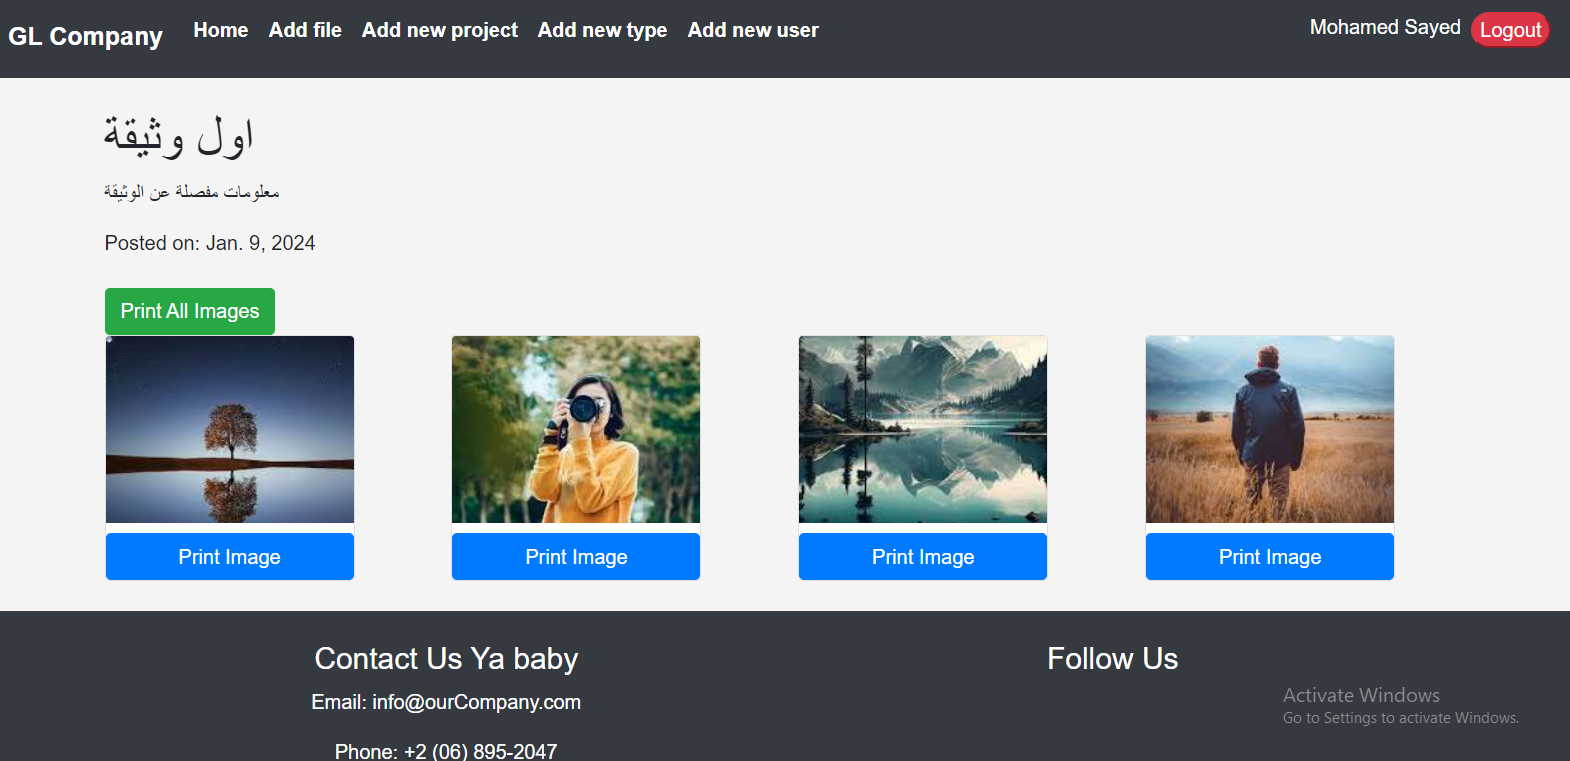 GL Company Home Add file Add new project Add new type Add new user Mohamed Sayed Logout
اول وثيقة
معلومات مفصلة عن الوثيقة
Posted on: Jan. 9, 2024
Print All Images
Print Image Print Image Print Image Print Image
Contact Us Ya baby
Email: info@ourCompany.com
Phone: +2 (06) 895-2047
Follow Us
Activate Windows
Go to Settings to activate Windows.